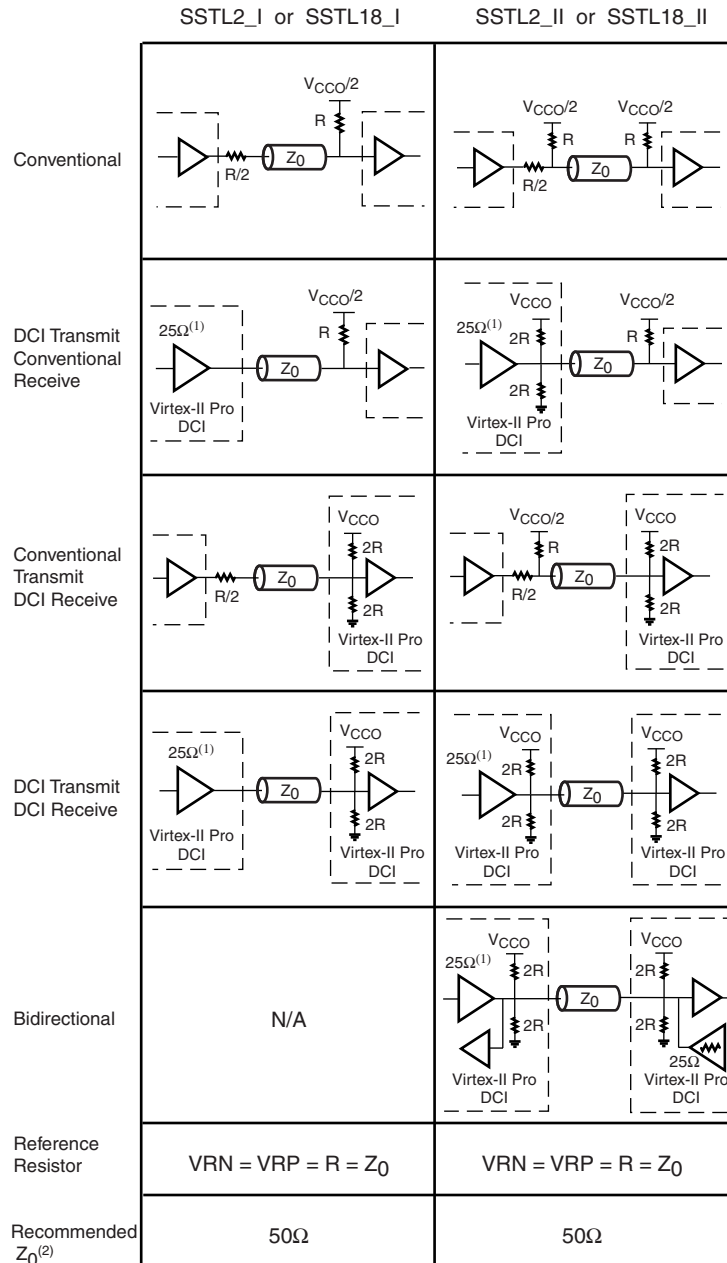 SSTL2_I or SSTL18_I
SSTL2_II or SSTL18_II
Conventional
R/2
Z0
R
VCCO/2
R/2
VCCO/2
R
Z0
VCCO/2
R
DCI Transmit
Conventional
Receive
25Ω(1)
Virtex-II Pro
DCI
Z0
VCCO/2
R
25Ω(1)
VCCO
2R
2R
Virtex-II Pro
DCI
Z0
VCCO/2
R
Conventional
Transmit
DCI Receive
R/2
Z0
VCCO
2R
2R
Virtex-II Pro
DCI
R/2
VCCO/2
R
Z0
VCCO
2R
2R
Virtex-II Pro
DCI
DCI Transmit
DCI Receive
25Ω(1)
Virtex-II Pro
DCI
Z0
VCCO
2R
2R
Virtex-II Pro
DCI
25Ω(1)
VCCO
2R
2R
Virtex-II Pro
DCI
Z0
VCCO
2R
2R
Virtex-II Pro
DCI
Bidirectional
N/A
25Ω(1)
VCCO
2R
2R
Virtex-II Pro
DCI
Z0
VCCO
2R
2R
25Ω
Virtex-II Pro
DCI
Reference
Resistor
VRN = VRP = R = Z0
VRN = VRP = R = Z0
Recommended
Z0(2)
50Ω
50Ω